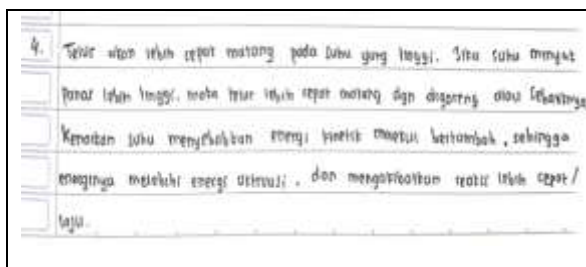 4. Telur akan lebih cepat matang pada suhu yang tinggi. Jika suhu minyak
panas lebih tinggi, maka telur lebih cepat matang dgn digoreng atau sebaliknya
Kenaikan suhu menyebabkan energi kinetik molekul bertambah, sehingga
energinya melebihi energi aktivasi, dan mengakibatkan reaksi lebih cepat/
laju.